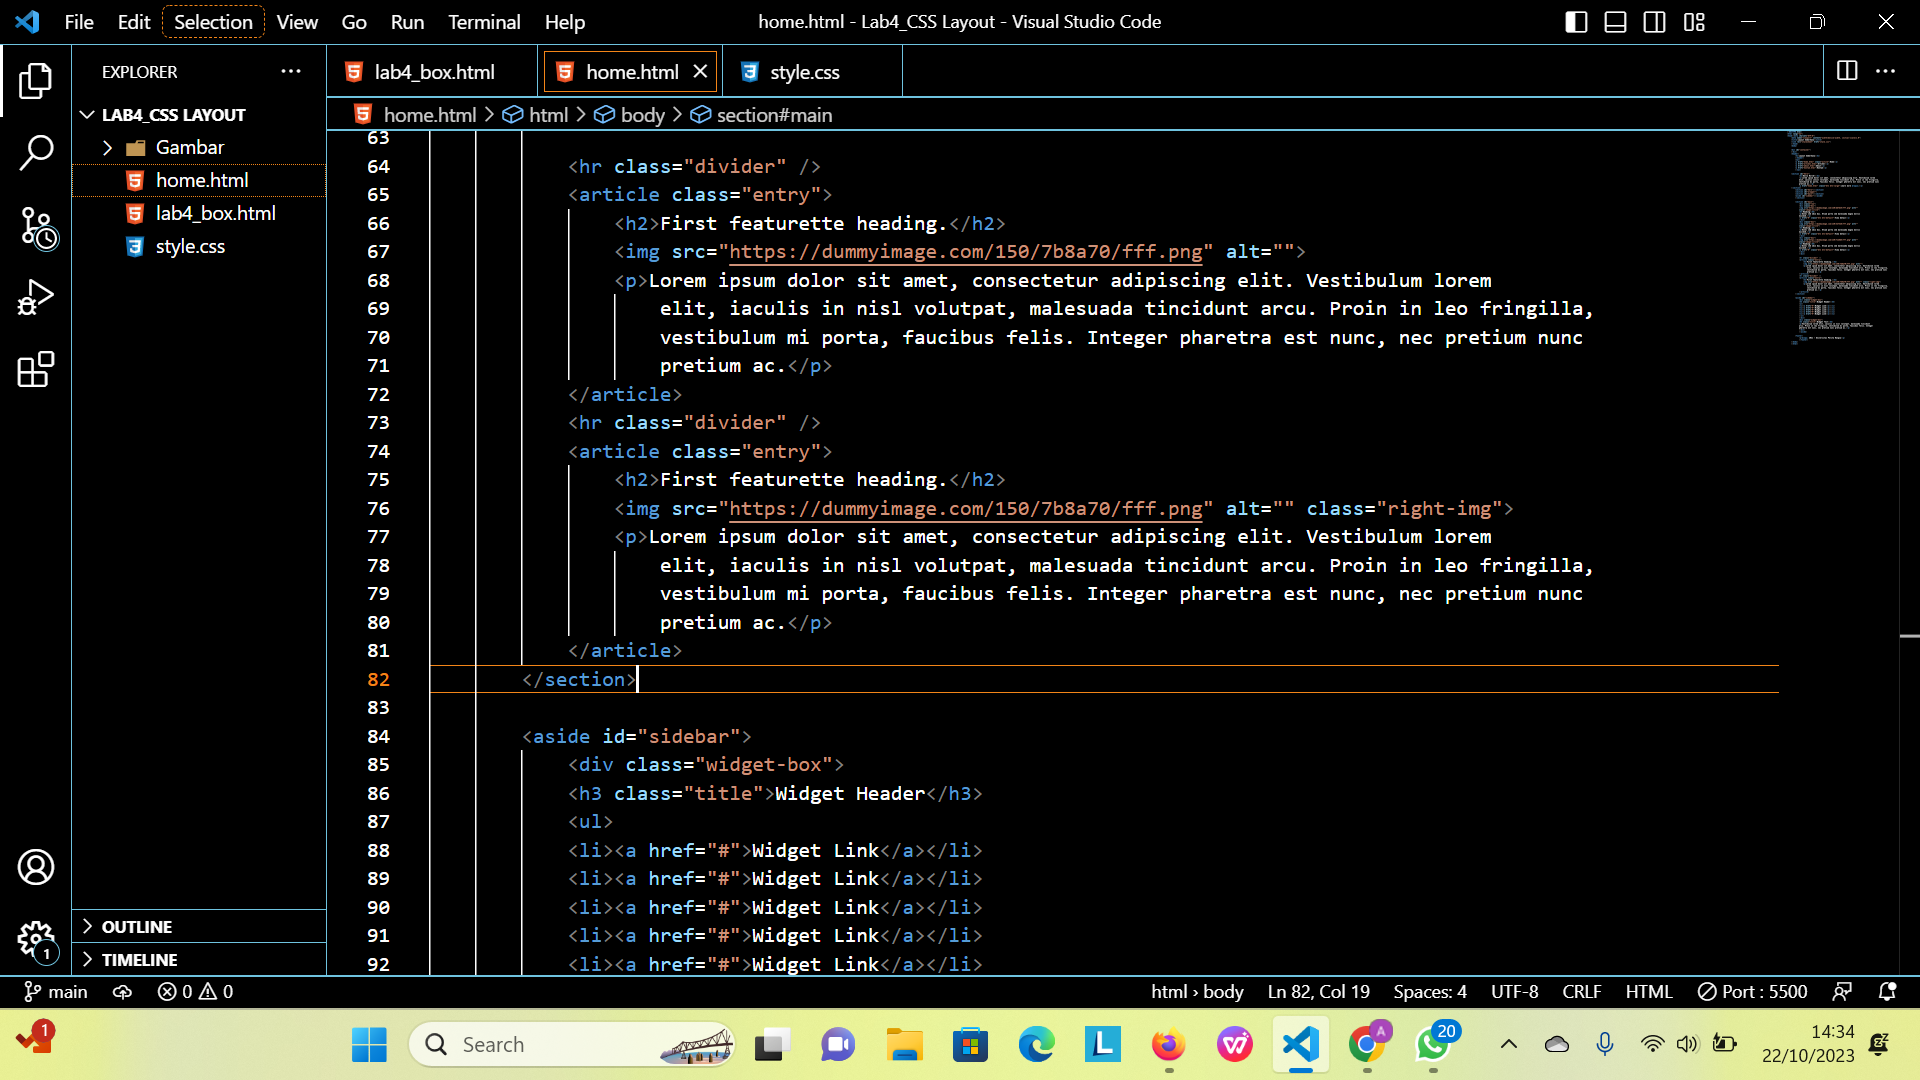 File Edit Selection View Go Run Terminal Help
home.html - Lab4_CSS Layout - Visual Studio Code
EXPLORER
LAB4_CSS LAYOUT
Gambar
home.html
lab4_box.html
style.css
OUTLINE
TIMELINE
lab4_box.html home.html style.css
home.html > html > body > section#main
63
64 <hr class="divider" />
65 <article class="entry">
66 <h2>First featurette heading.</h2>
67 <img src="https://dummyimage.com/150/7b8a70/fff.png" alt="">
68 <p>Lorem ipsum dolor sit amet, consectetur adipiscing elit. Vestibulum lorem
69 elit, iaculis in nisl volutpat, malesuada tincidunt arcu. Proin in leo fringilla,
70 vestibulum mi porta, faucibus felis. Integer pharetra est nunc, nec pretium nunc
71 pretium ac.</p>
72 </article>
73 <hr class="divider" />
74 <article class="entry">
75 <h2>First featurette heading.</h2>
76 <img src="https://dummyimage.com/150/7b8a70/fff.png" alt="" class="right-img">
77 <p>Lorem ipsum dolor sit amet, consectetur adipiscing elit. Vestibulum lorem
78 elit, iaculis in nisl volutpat, malesuada tincidunt arcu. Proin in leo fringilla,
79 vestibulum mi porta, faucibus felis. Integer pharetra est nunc, nec pretium nunc
80 pretium ac.</p>
81 </article>
82 </section>
83
84 <aside id="sidebar">
85 <div class="widget-box">
86 <h3 class="title">Widget Header</h3>
87 <ul>
88 <li><a href="#">Widget Link</a></li>
89 <li><a href="#">Widget Link</a></li>
90 <li><a href="#">Widget Link</a></li>
91 <li><a href="#">Widget Link</a></li>
92 <li><a href="#">Widget Link</a></li>
1
main 0 0 html › body Ln 82, Col 19 Spaces: 4 UTF-8 CRLF HTML Port : 5500
1 Search L A 20 14:34
22/10/2023